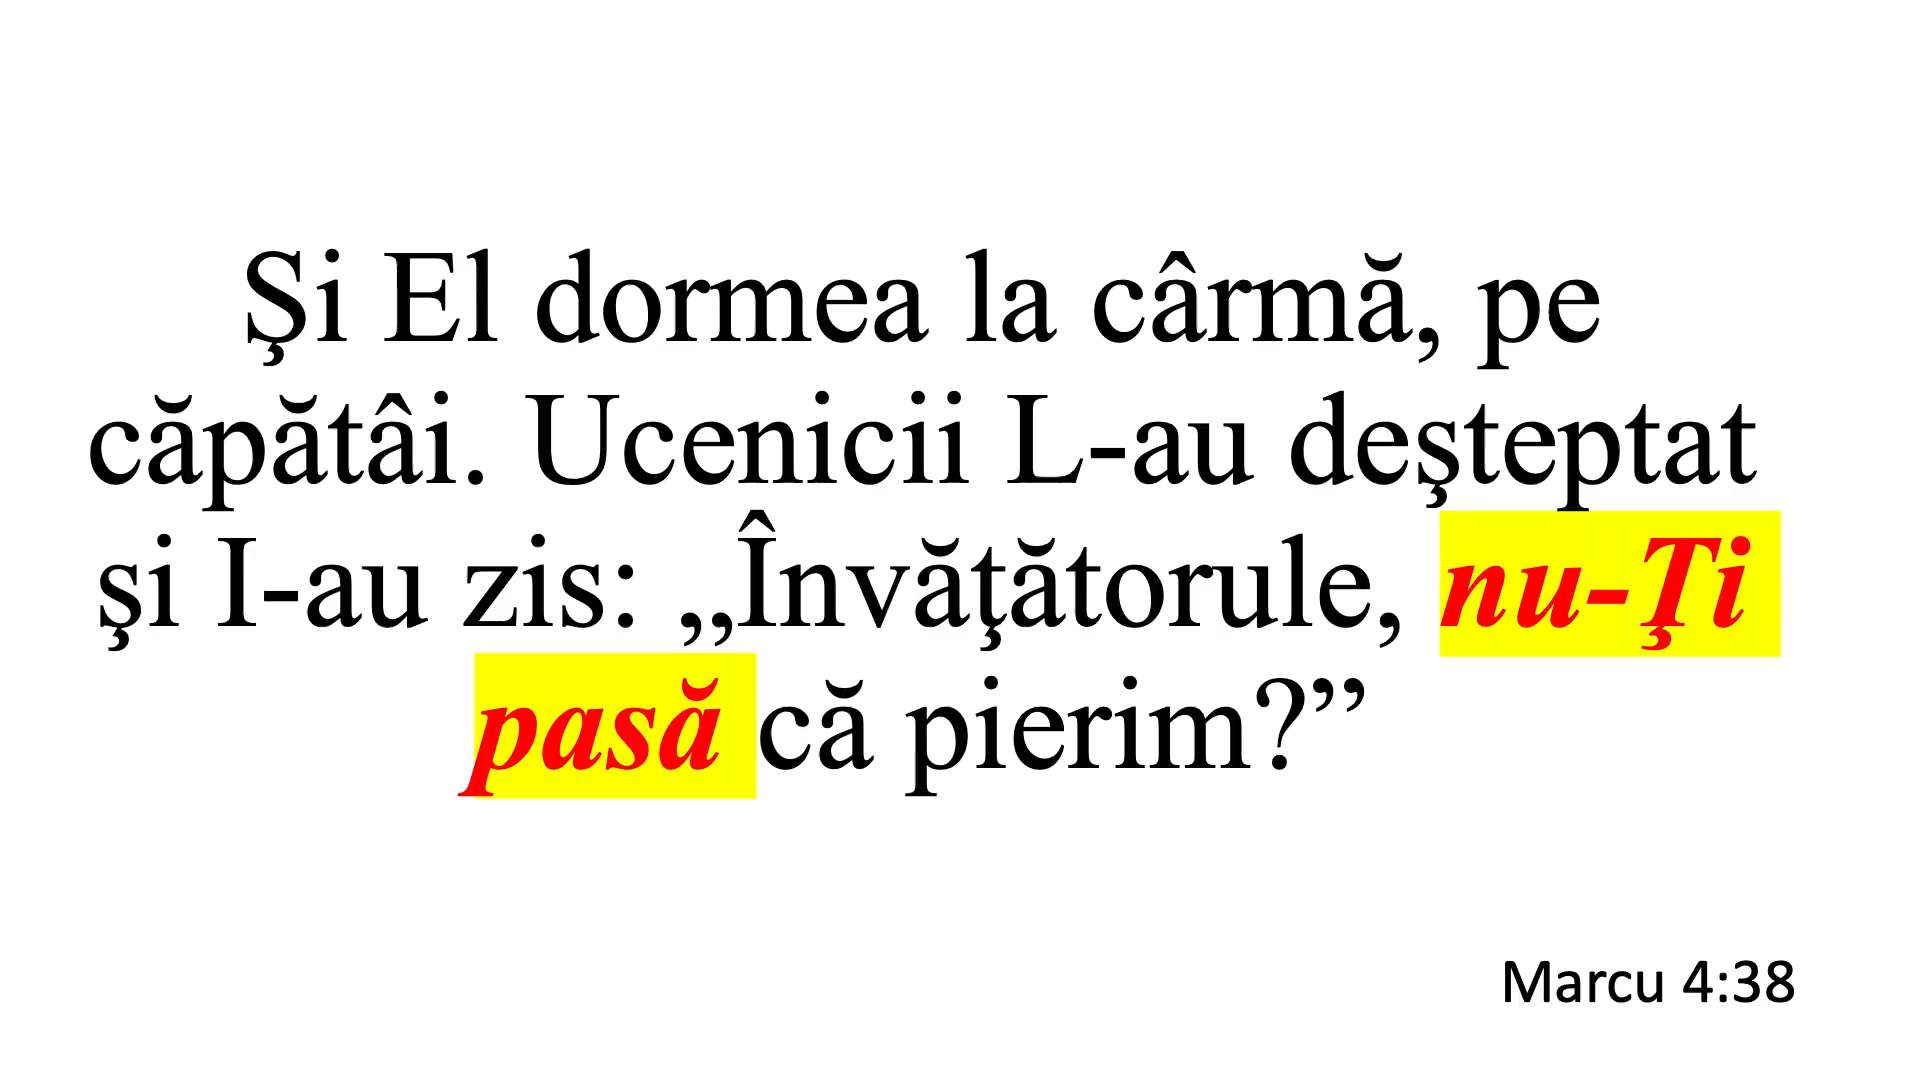 Şi El dormea la cârmă, pe
căpătâi. Ucenicii L-au deşteptat
şi I-au zis: „Învăţătorule, nu-Ţi
pasă că pierim?”
Marcu 4:38